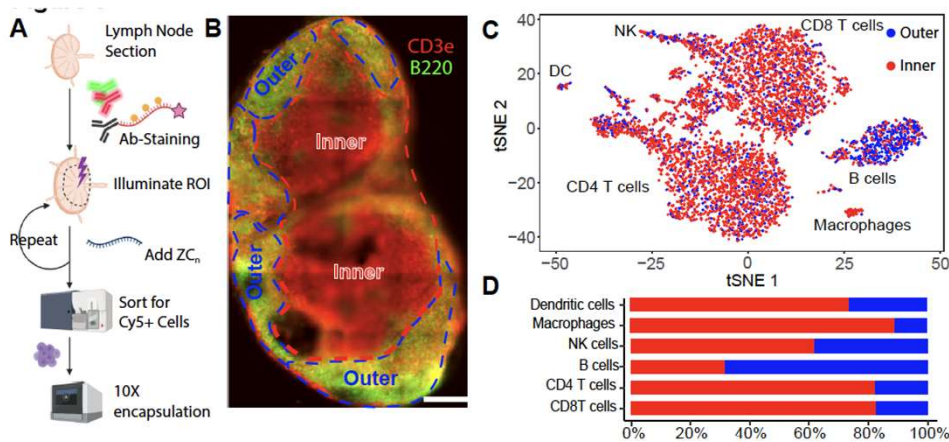 A
Lymph Node
Section
Ab-Staining
Illuminate ROI
Repeat
Add ZCn
Sort for
Cy5+ Cells
10X
encapsulation
B
CD3e
B220
Outer
Inner
Outer
Inner
Outer
C
tSNE 2
40
20
0
−20
−40
NK
CD8 T cells
Outer
Inner
DC
CD4 T cells
B cells
Macrophages
−50
−25
0
25
50
tSNE 1
D
Dendritic cells
Macrophages
NK cells
B cells
CD4 T cells
CD8T cells
0%
20%
40%
60%
80%
100%